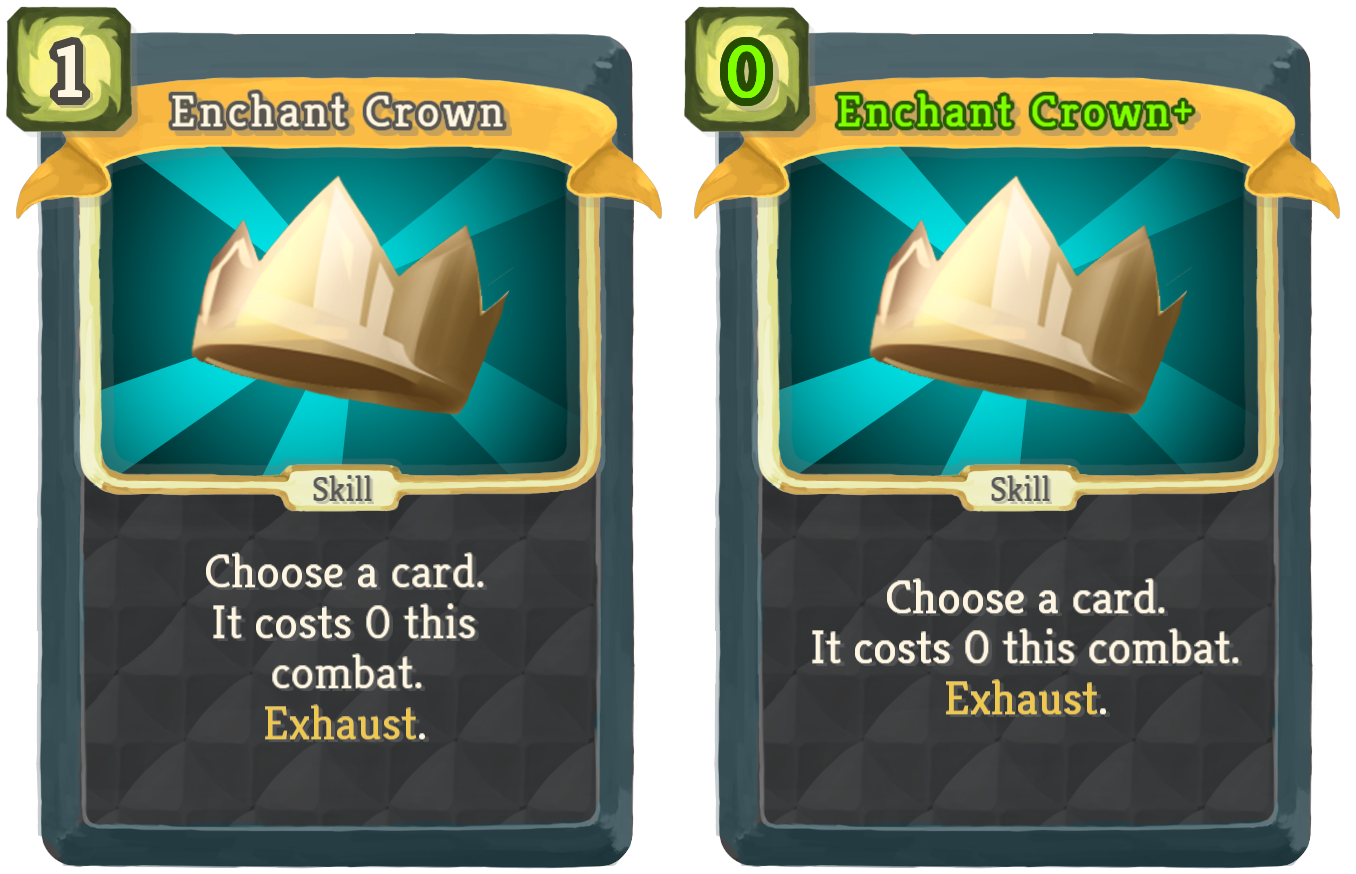 1
Enchant Crown
Skill
Choose a card.
It costs 0 this
combat.
Exhaust.
0
Enchant Crown+
Skill
Choose a card.
It costs 0 this combat.
Exhaust.